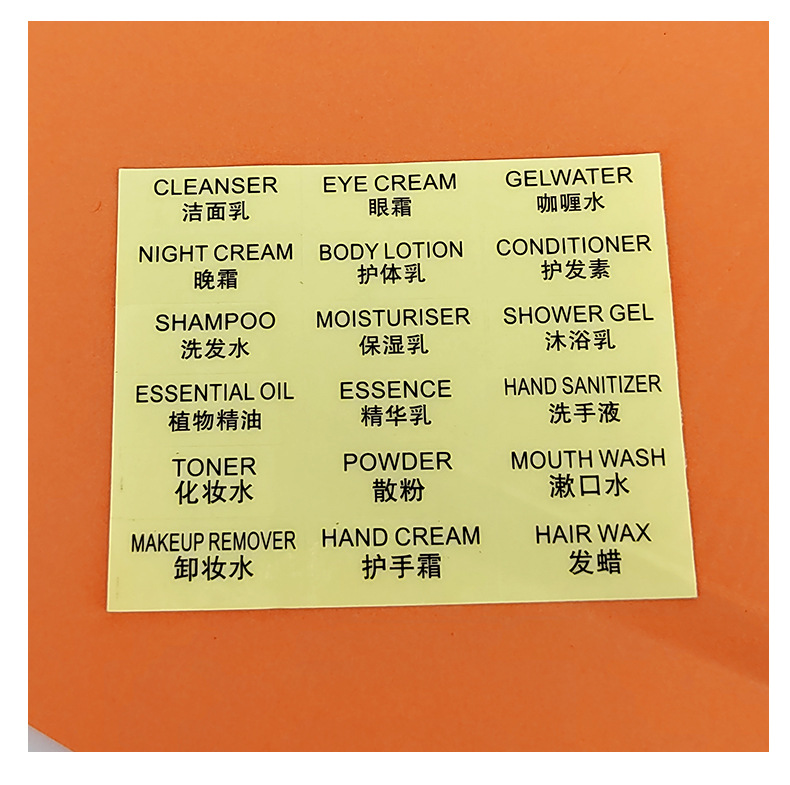 CLEANSER
洁面乳
EYE CREAM
眼霜
GELWATER
咖喱水
NIGHT CREAM
晚霜
BODY LOTION
护体乳
CONDITIONER
护发素
SHAMPOO
洗发水
MOISTURISER
保湿乳
SHOWER GEL
沐浴乳
ESSENTIAL OIL
植物精油
ESSENCE
精华乳
HAND SANITIZER
洗手液
TONER
化妆水
POWDER
散粉
MOUTH WASH
漱口水
MAKEUP REMOVER
卸妆水
HAND CREAM
护手霜
HAIR WAX
发蜡